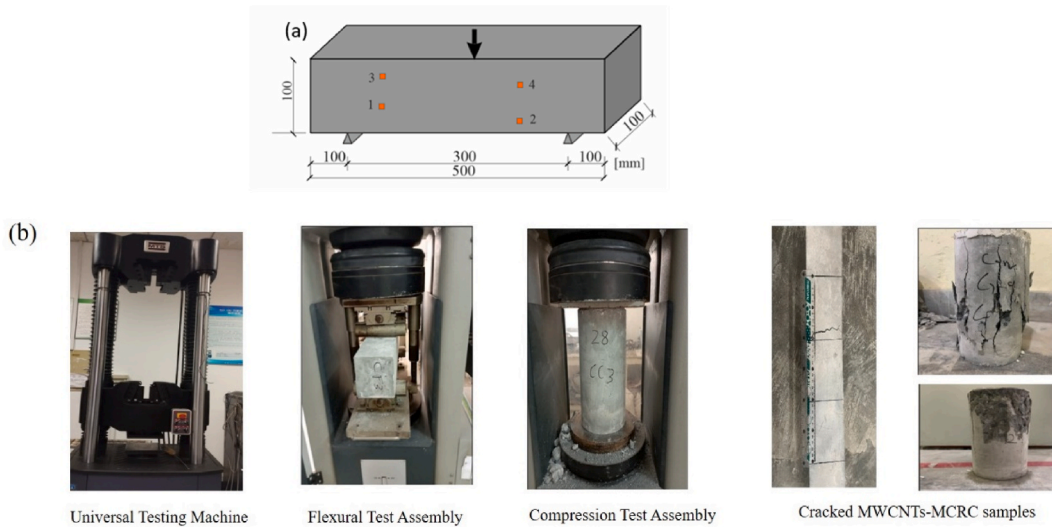 (a)
3
4
1
2
100
100
100
300
100
[mm]
500
(b)
MTS
28
CC3
Universal Testing Machine
Flexural Test Assembly
Compression Test Assembly
Cracked MWCNTs-MCRC samples